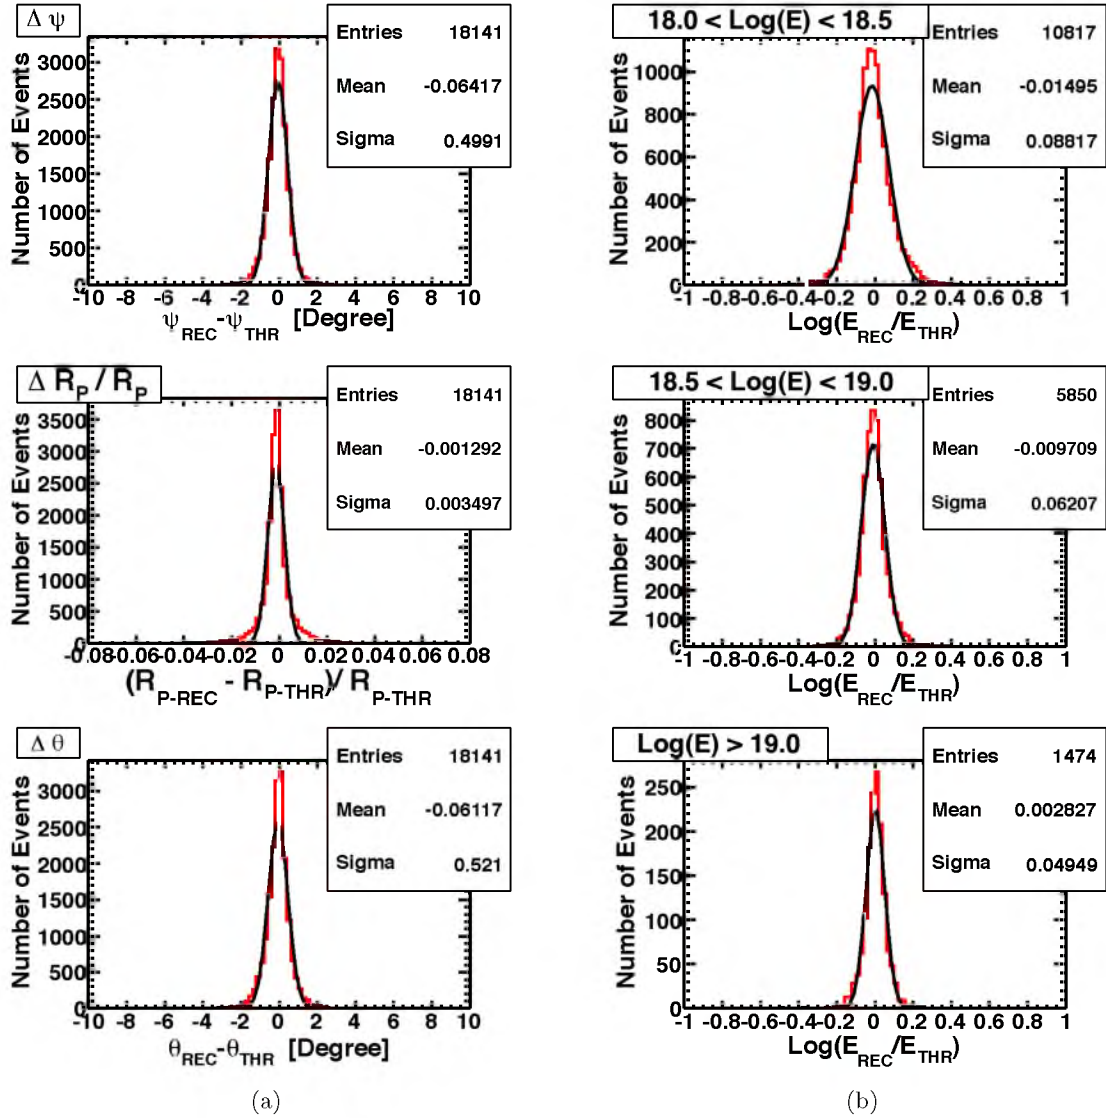 Δ ψ
Entries 18141
Mean -0.06417
Sigma 0.4991
Number of Events
3000
2500
2000
1500
1000
500
0
-10 -8 -6 -4 -2 0 2 4 6 8 10
ψREC-ψTHR [Degree]
Δ RP / RP
Entries 18141
Mean -0.001292
Sigma 0.003497
Number of Events
3500
3000
2500
2000
1500
1000
500
0
-0.08 -0.06 -0.04 -0.02 0 0.02 0.04 0.06 0.08
(RP-REC - RP-THR)/ RP-THR
Δ θ
Entries 18141
Mean -0.06117
Sigma 0.521
Number of Events
3000
2500
2000
1500
1000
500
0
-10 -8 -6 -4 -2 0 2 4 6 8 10
θREC-θTHR [Degree]
(a)
18.0 < Log(E) < 18.5
Entries 10817
Mean -0.01495
Sigma 0.08817
Number of Events
1000
800
600
400
200
0
-1 -0.8 -0.6 -0.4 -0.2 0 0.2 0.4 0.6 0.8 1
Log(EREC/ETHR)
18.5 < Log(E) < 19.0
Entries 5850
Mean -0.009709
Sigma 0.06207
Number of Events
800
700
600
500
400
300
200
100
0
-1 -0.8 -0.6 -0.4 -0.2 0 0.2 0.4 0.6 0.8 1
Log(EREC/ETHR)
Log(E) > 19.0
Entries 1474
Mean 0.002827
Sigma 0.04949
Number of Events
250
200
150
100
50
0
-1 -0.8 -0.6 -0.4 -0.2 0 0.2 0.4 0.6 0.8 1
Log(EREC/ETHR)
(b)